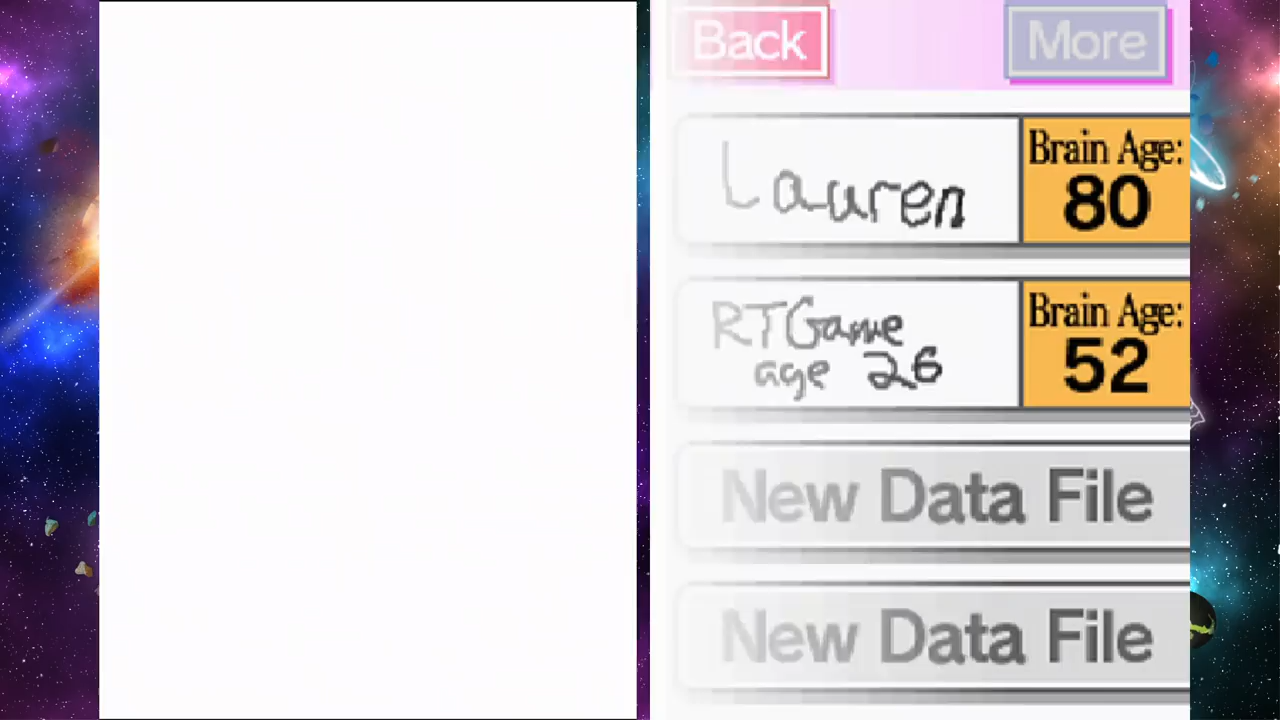 Back More
Lauren
Brain Age:
80
RTGame
age 26
Brain Age:
52
New Data File
New Data File